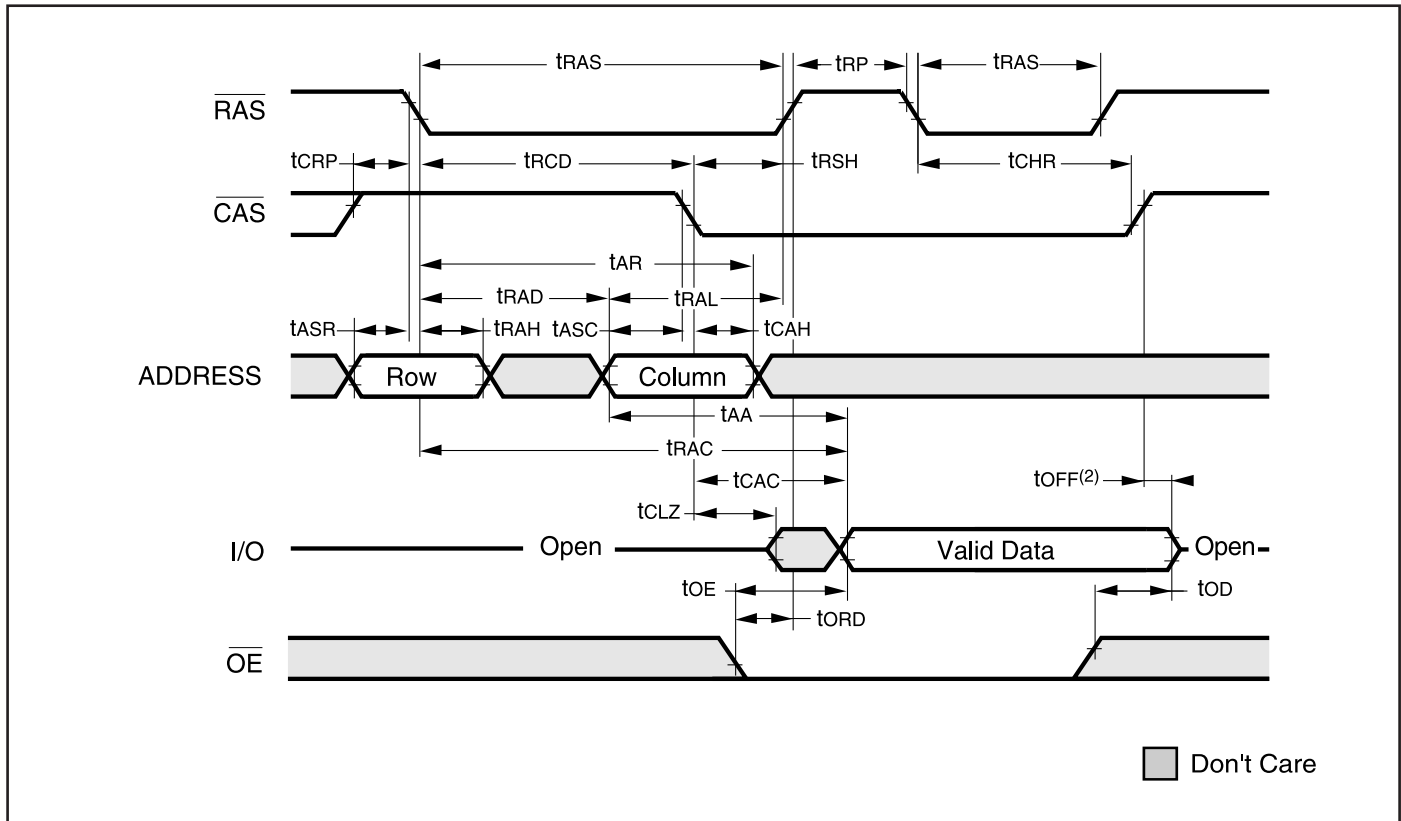 tRAS tRP tRAS
RAS
tCRP tRCD tRSH tCHR
CAS
tAR
tRAD tRAL
tASR tRAH tASC tCAH
ADDRESS Row Column
tAA
tRAC
tCAC tOFF(2)
tCLZ
I/O Open Valid Data Open
tOE tOD
tORD
OE
Don't Care